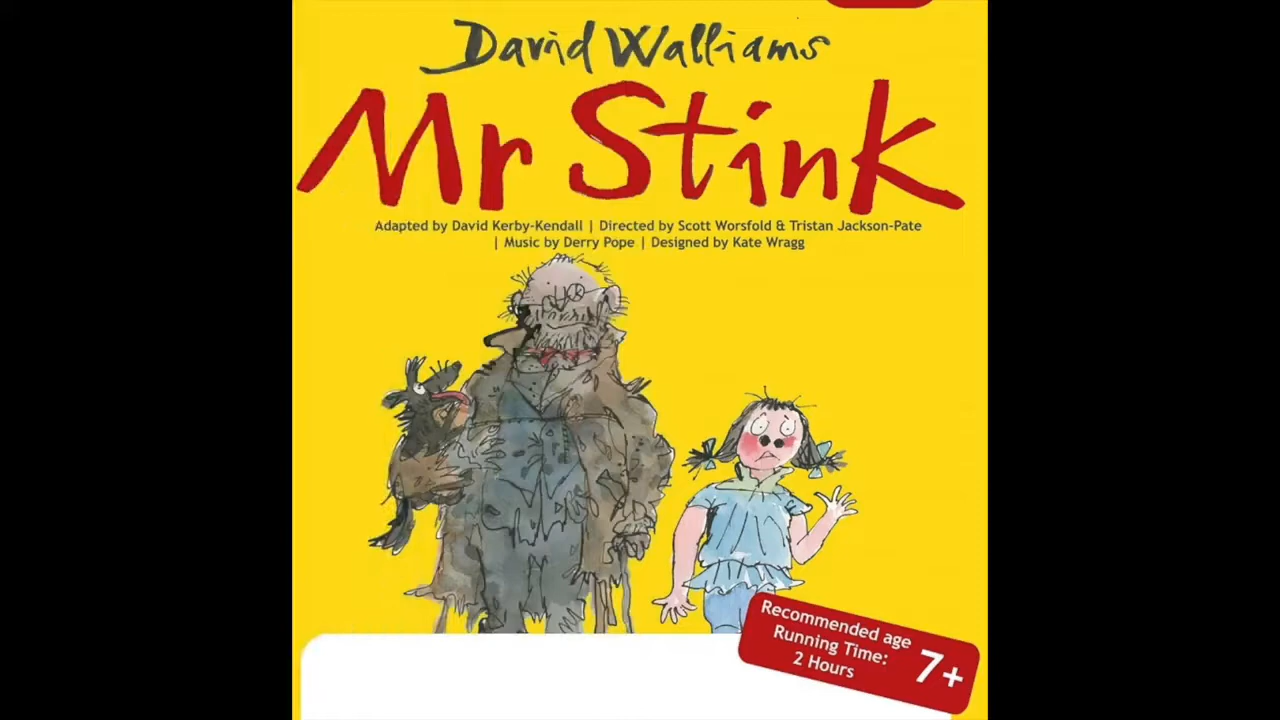 David Walliams
Mr Stink
Adapted by David Kerby-Kendall | Directed by Scott Worsfold & Tristan Jackson-Pate
| Music by Derry Pope | Designed by Kate Wragg
Recommended age
Running Time:
2 Hours
7+